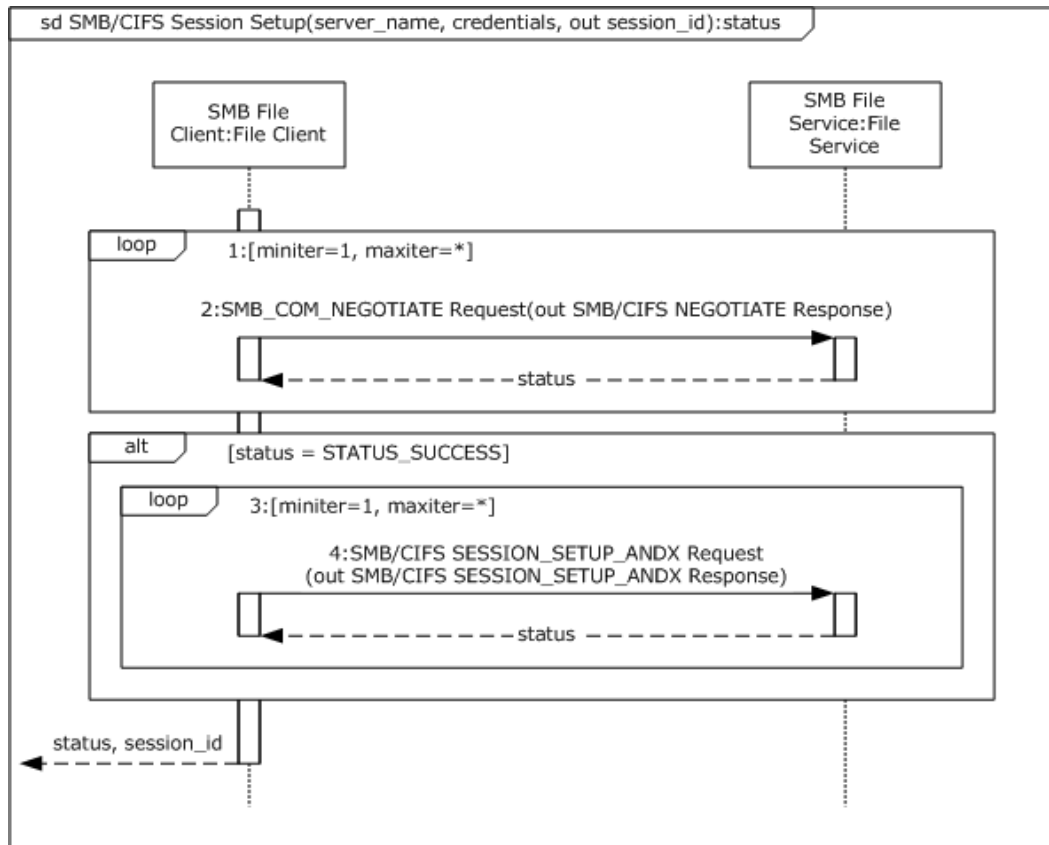 sd SMB/CIFS Session Setup(server_name, credentials, out session_id):status
SMB File
Client:File Client
SMB File
Service:File
Service
loop
1:[miniter=1, maxiter=*]
2:SMB_COM_NEGOTIATE Request(out SMB/CIFS NEGOTIATE Response)
status
alt
[status = STATUS_SUCCESS]
loop
3:[miniter=1, maxiter=*]
4:SMB/CIFS SESSION_SETUP_ANDX Request
(out SMB/CIFS SESSION_SETUP_ANDX Response)
status
status, session_id